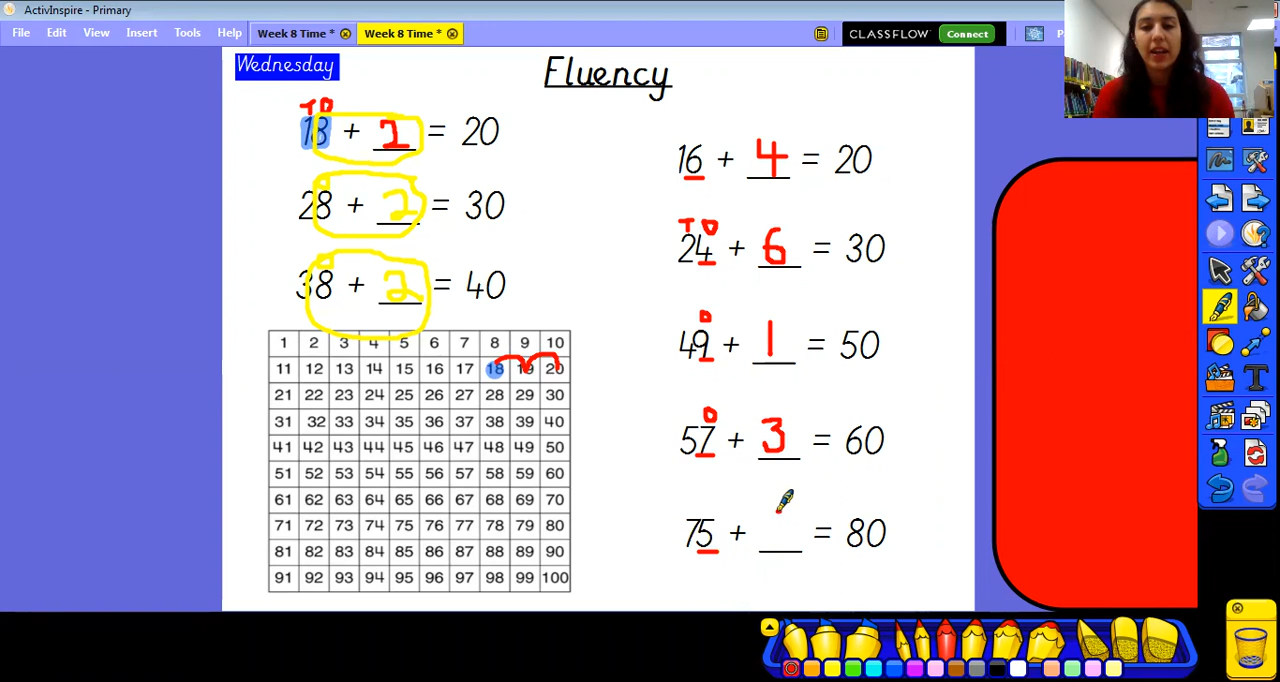 ActivInspire - Primary
File Edit View Insert Tools Help Week 8 Time * Week 8 Time * CLASSFLOW Connect
Wednesday
Fluency
T O
18 + 2 = 20
28 + 2 = 30
38 + 2 = 40
16 + 4 = 20
T O
24 + 6 = 30
O
49 + 1 = 50
O
57 + 3 = 60
75 + ___ = 80
1 2 3 4 5 6 7 8 9 10
11 12 13 14 15 16 17 18 19 20
21 22 23 24 25 26 27 28 29 30
31 32 33 34 35 36 37 38 39 40
41 42 43 44 45 46 47 48 49 50
51 52 53 54 55 56 57 58 59 60
61 62 63 64 65 66 67 68 69 70
71 72 73 74 75 76 77 78 79 80
81 82 83 84 85 86 87 88 89 90
91 92 93 94 95 96 97 98 99 100